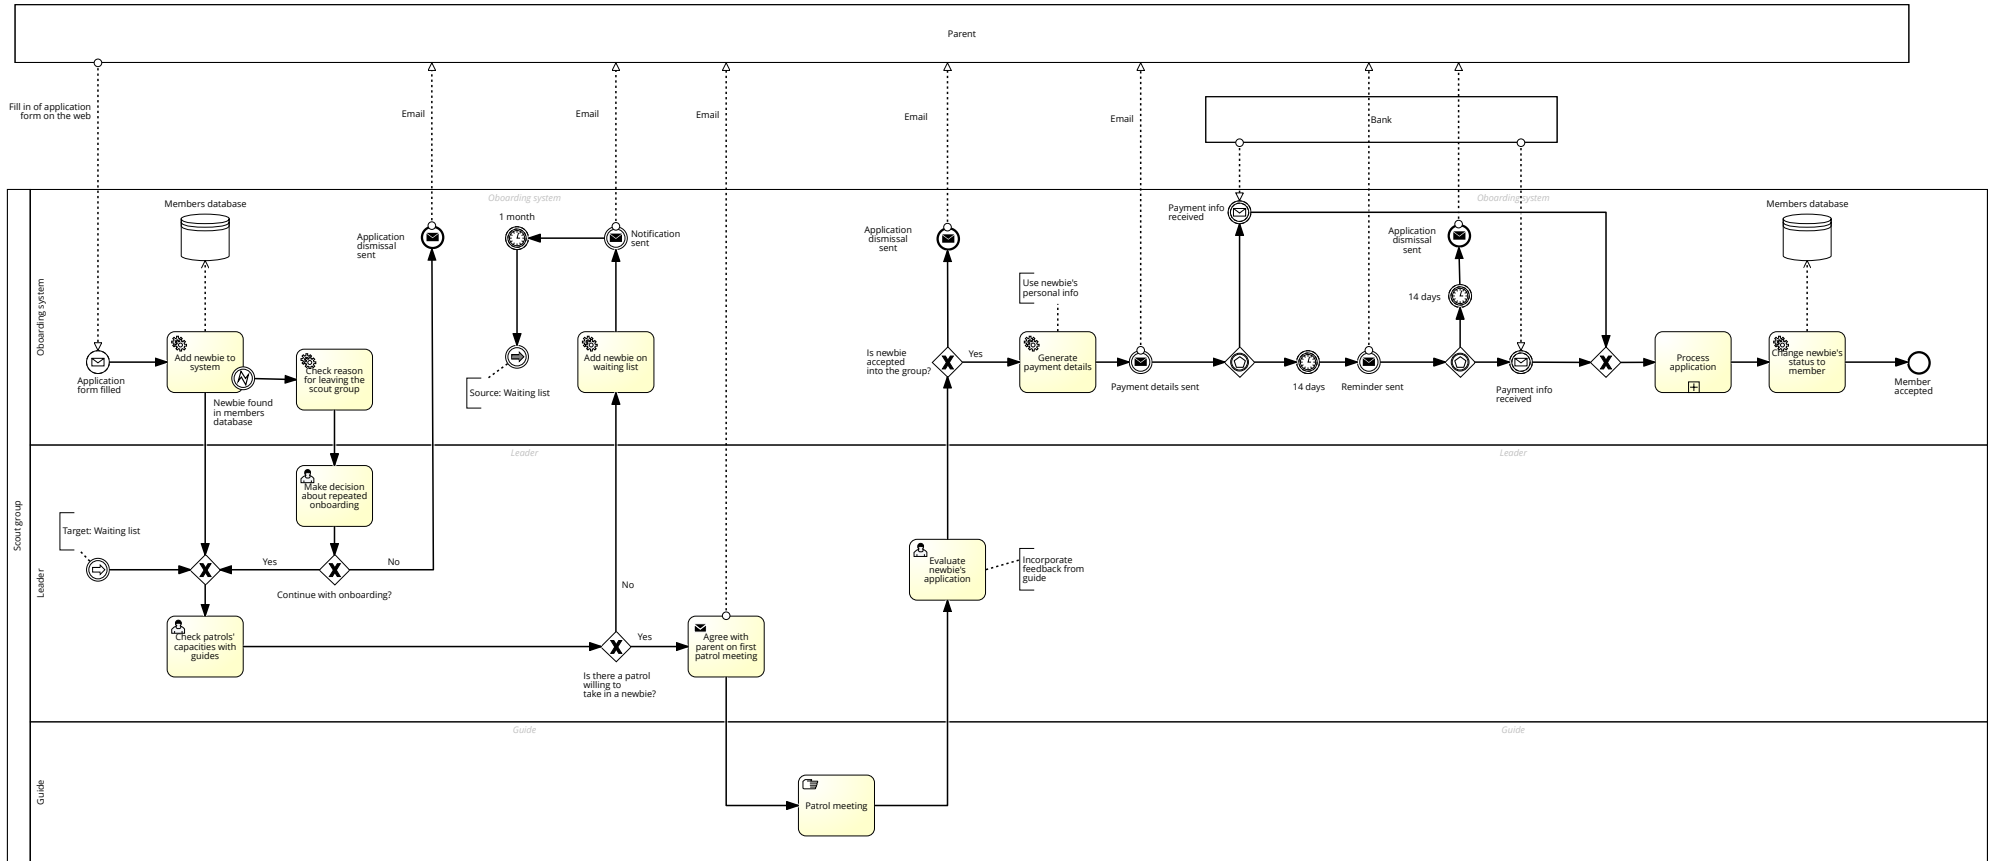 Parent
Fill in of application
form on the web
Email
Email
Email
Email
Email
Bank
Scout group
Oboarding system
Oboarding system
Oboarding system
Members database
Application
form filled
Add newbie to
system
Newbie found
in members
database
Check reason
for leaving the
scout group
Application
dismissal
sent
1 month
Notification
sent
Source: Waiting list
Add newbie on
waiting list
Application
dismissal
sent
Is newbie
accepted
into the group?
Yes
Use newbie's
personal info
Generate
payment details
Payment details sent
Payment info
received
14 days
Reminder sent
Application
dismissal
sent
14 days
Payment info
received
Process
application
Members database
Change newbie's
status to
member
Member
accepted
Leader
Leader
Leader
Target: Waiting list
Make decision
about repeated
onboarding
Yes
No
Continue with onboarding?
Check patrols'
capacities with
guides
No
Yes
Is there a patrol
willing to
take in a newbie?
Agree with
parent on first
patrol meeting
Evaluate
newbie's
application
Incorporate
feedback from
guide
Guide
Guide
Guide
Patrol meeting